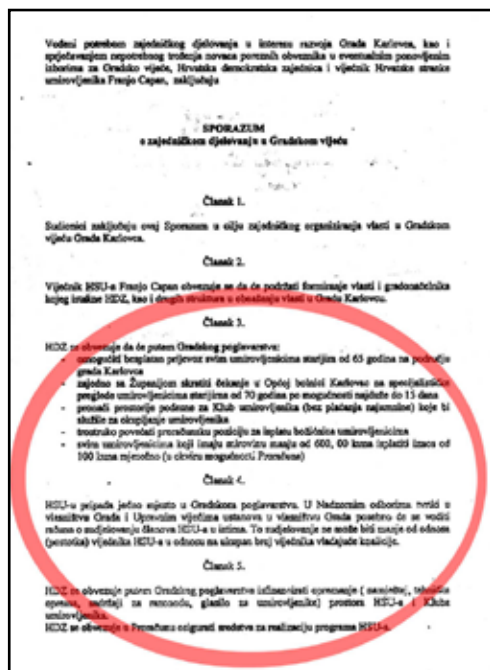 Vođeni potrebom zajedničkog djelovanja u interesu razvoja Grada Karlovca, kao i
sprječavanjem nepotrebnog trošenja novaca poreznih obveznika u eventualnim ponovljenim
izborima za Gradsko vijeće, Hrvatska demokratska zajednica i vijećnik Hrvatske stranke
umirovljenika Franjo Capan, zaključuju
SPORAZUM
o zajedničkom djelovanju u Gradskom vijeću
Članak 1.
Sudionici zaključuju ovaj Sporazum u cilju zajedničkog organiziranja vlasti u Gradskom
vijeću Grada Karlovca.
Članak 2.
Vijećnik HSU-a Franjo Capan obvezuje se da će podržati formiranje vlasti i gradonačelnika
kojeg istakne HDZ, kao i drugih struktura u obnašanju vlasti u Gradu Karlovcu.
Članak 3.
HDZ se obvezuje da će putem Gradskog poglavarstva:
- omogućiti besplatan prijevoz svim umirovljenicima starijim od 65 godina na području
grada Karlovca
- zajedno sa Županijom skratiti čekanje u Općoj bolnici Karlovac na specijalističke
preglede umirovljenicima starijim od 70 godina po mogućnosti najduže do 15 dana
- pronaći prostorije podesne za Klub umirovljenika (bez plaćanja najamnine) koje bi
služile za okupljanje umirovljenika
- trostruko povećati proračunsku poziciju za isplatu božićnica umirovljenicima
- svim umirovljenicima koji imaju mirovinu manju od 600, 00 kuna isplatiti iznos od
100 kuna mjesečno (u okviru mogućnosti Proračuna)
Članak 4.
HSU-u pripada jedno mjesto u Gradskom poglavarstvu. U Nadzornim odborima tvrtki u
vlasništvu Grada i Upravnim vijećima ustanova u vlasništvu Grada posebno će se voditi
računa o sudjelovanju članova HSU-a u istima. To sudjelovanje ne može biti manje od odnosa
(postotka) vijećnika HSU-a u odnosu na ukupan broj vijećnika vladajuće koalicije.
Članak 5.
HDZ se obvezuje putem Gradskog poglavarstva isfinancirati opremanje ( namještaj, tehnička
oprema, sadržaji za razonodu, glasilo za umirovljenike) prostora HSU-a i Kluba
umirovljenika.
HDZ se obvezuje u Proračunu osigurati sredstva za realizaciju programa HSU-a.